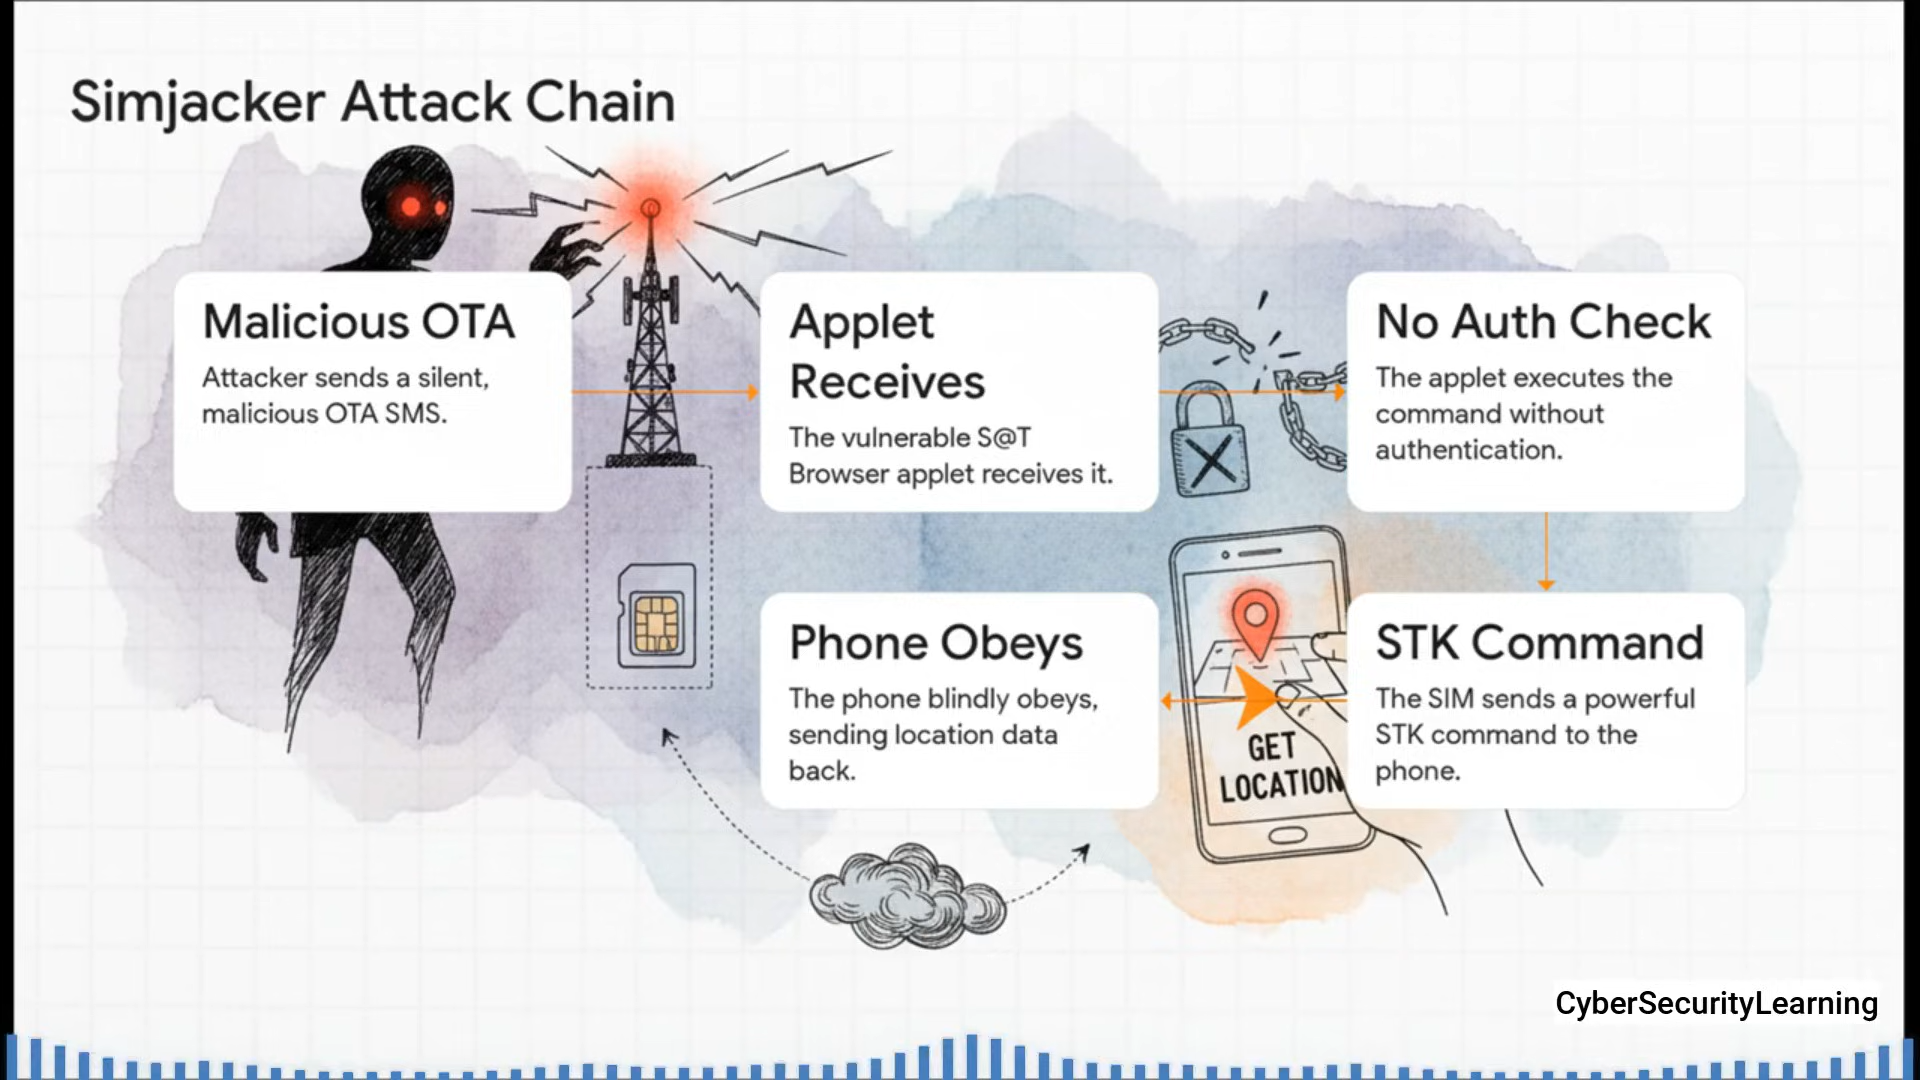 Simjacker Attack Chain
Malicious OTA
Attacker sends a silent,
malicious OTA SMS.
Applet
Receives
The vulnerable S@T
Browser applet receives it.
No Auth Check
The applet executes the
command without
authentication.
STK Command
The SIM sends a powerful
STK command to the
phone.
GET
LOCATION
Phone Obeys
The phone blindly obeys,
sending location data
back.
CyberSecurityLearning